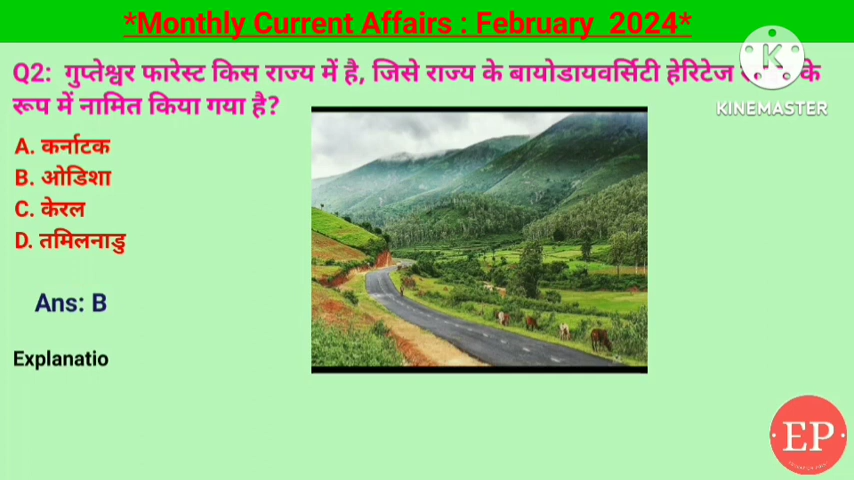 *Monthly Current Affairs : February 2024*
Q2: गुप्तेश्वर फारेस्ट किस राज्य में है, जिसे राज्य के बायोडायवर्सिटी हेरिटेज के
रूप में नामित किया गया है?
KINEMASTER
A. कर्नाटक
B. ओडिशा
C. केरल
D. तमिलनाडु
Ans: B
Explanatio
EP